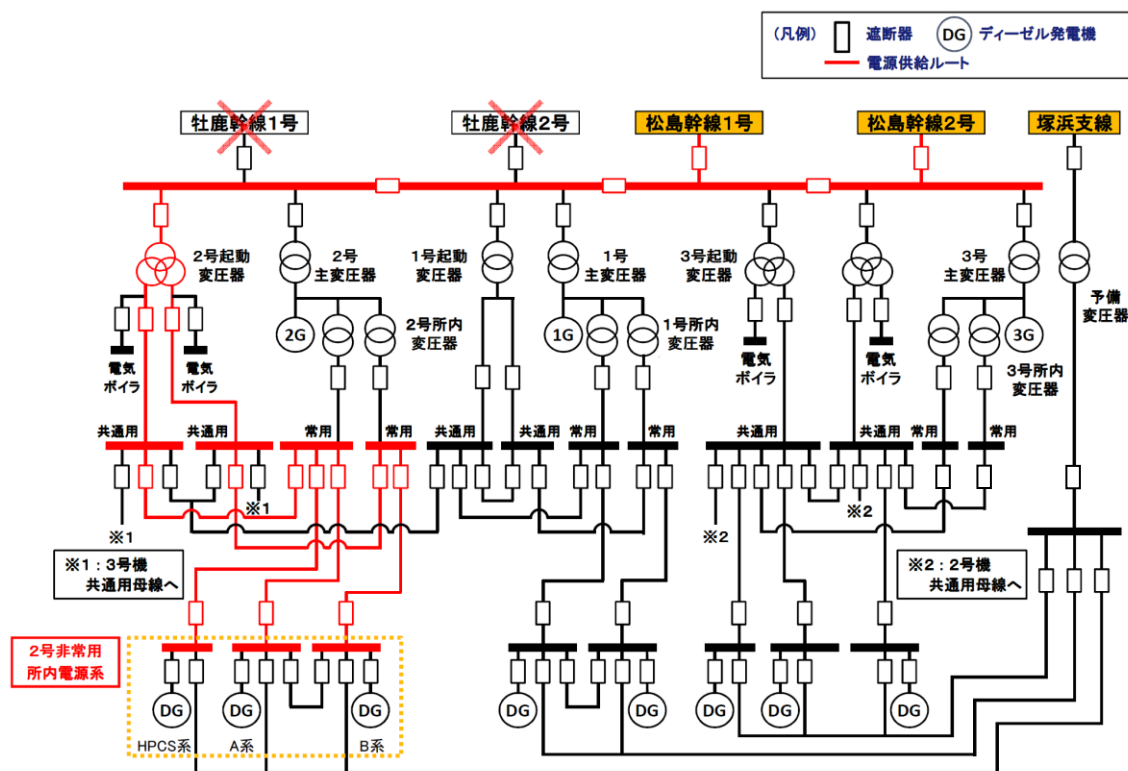 (凡例) 遮断器 DG ディーゼル発電機
電源供給ルート
牡鹿幹線1号
牡鹿幹線2号
松島幹線1号
松島幹線2号
塚浜支線
2号起動
変圧器
2号
主変圧器
1号起動
変圧器
1号
主変圧器
3号起動
変圧器
3号
主変圧器
予備
変圧器
2G
2号所内
変圧器
1G
1号所内
変圧器
3G
3号所内
変圧器
電気
ボイラ
電気
ボイラ
電気
ボイラ
電気
ボイラ
共通用
共通用
常用
常用
共通用
共通用
常用
常用
共通用
共通用
常用
常用
※1
※1
※2
※2
※1:3号機
共通用母線へ
※2:2号機
共通用母線へ
2号非常用
所内電源系
DG
DG
DG
DG
DG
DG
DG
DG
HPCS系
A系
B系